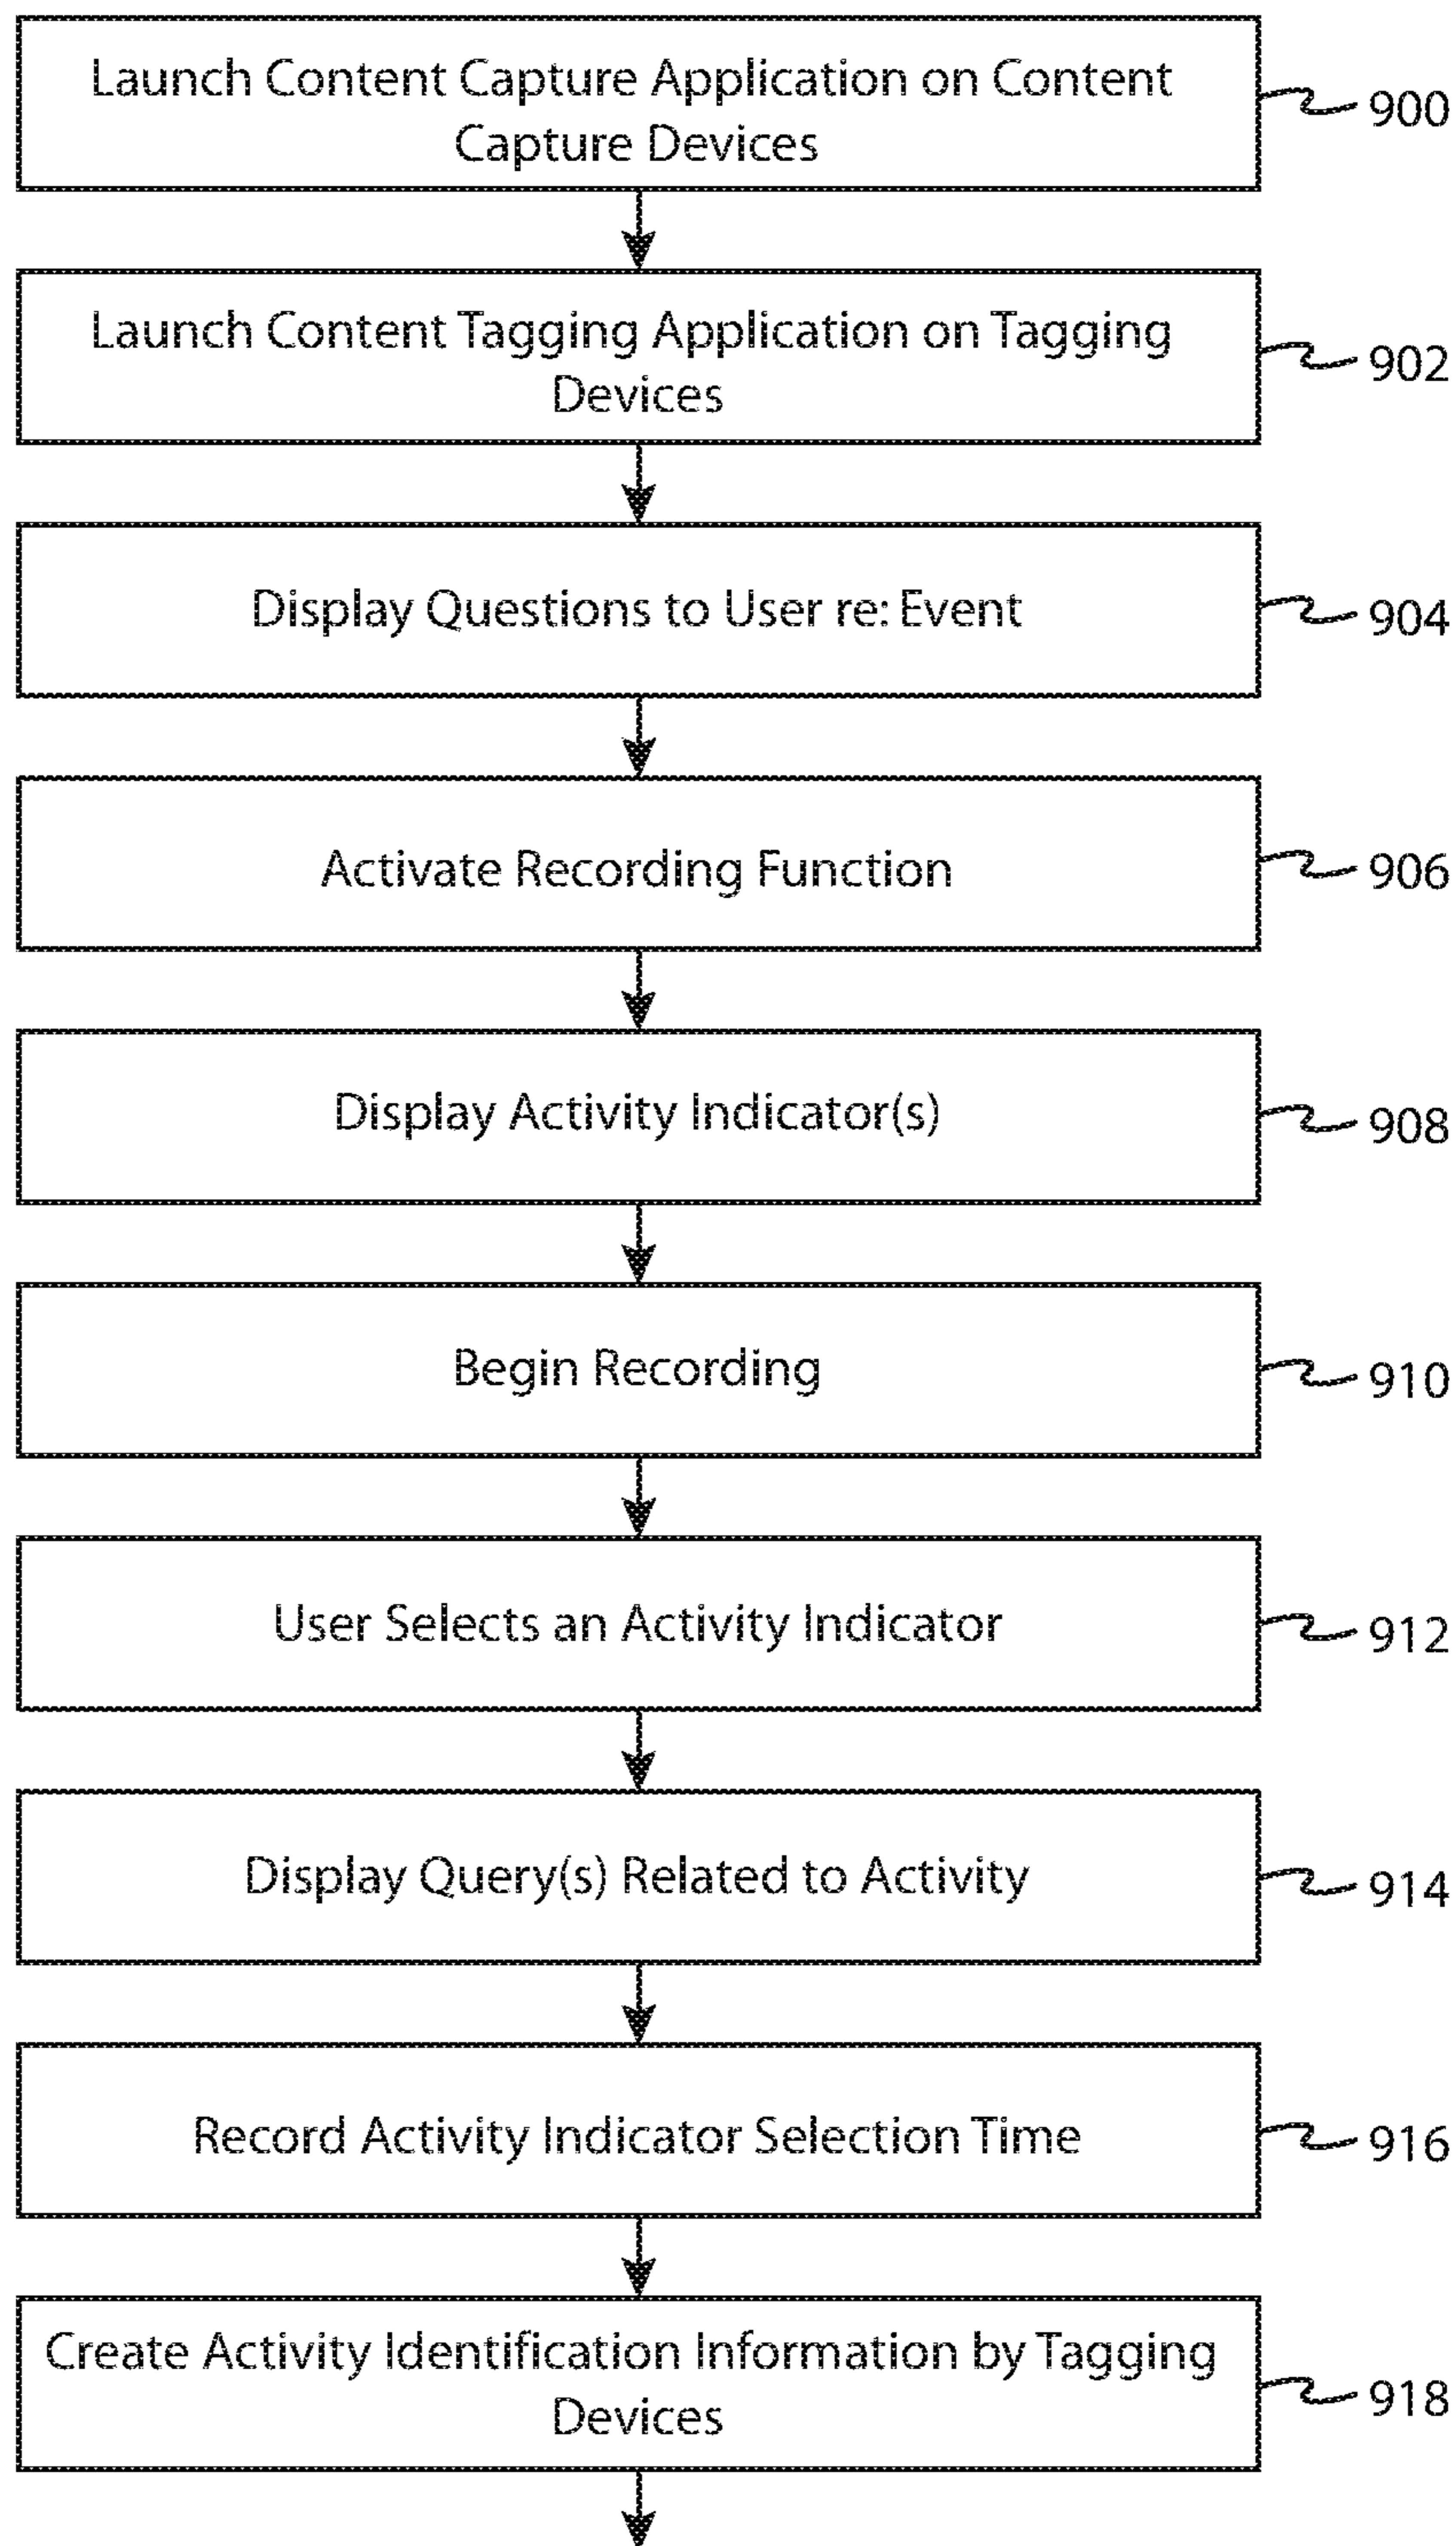 Launch Content Capture Application on Content
Capture Devices
900
Launch Content Tagging Application on Tagging
Devices
902
Display Questions to User re: Event
904
Activate Recording Function
906
Display Activity Indicator(s)
908
Begin Recording
910
User Selects an Activity Indicator
912
Display Query(s) Related to Activity
914
Record Activity Indicator Selection Time
916
Create Activity Identification Information by Tagging
Devices
918